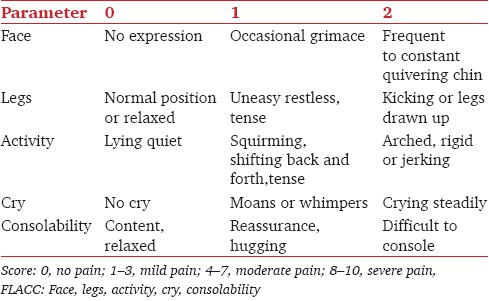 Parameter 0 1 2
Face No expression Occasional grimace Frequent
to constant
quivering chin
Legs Normal position Uneasy restless, Kicking or legs
or relaxed tense drawn up
Activity Lying quiet Squirming, Arched, rigid
shifting back and or jerking
forth,tense
Cry No cry Moans or whimpers Crying steadily
Consolability Content, Reassurance, Difficult to
relaxed hugging console
Score: 0, no pain; 1–3, mild pain; 4–7, moderate pain; 8–10, severe pain,
FLACC: Face, legs, activity, cry, consolability